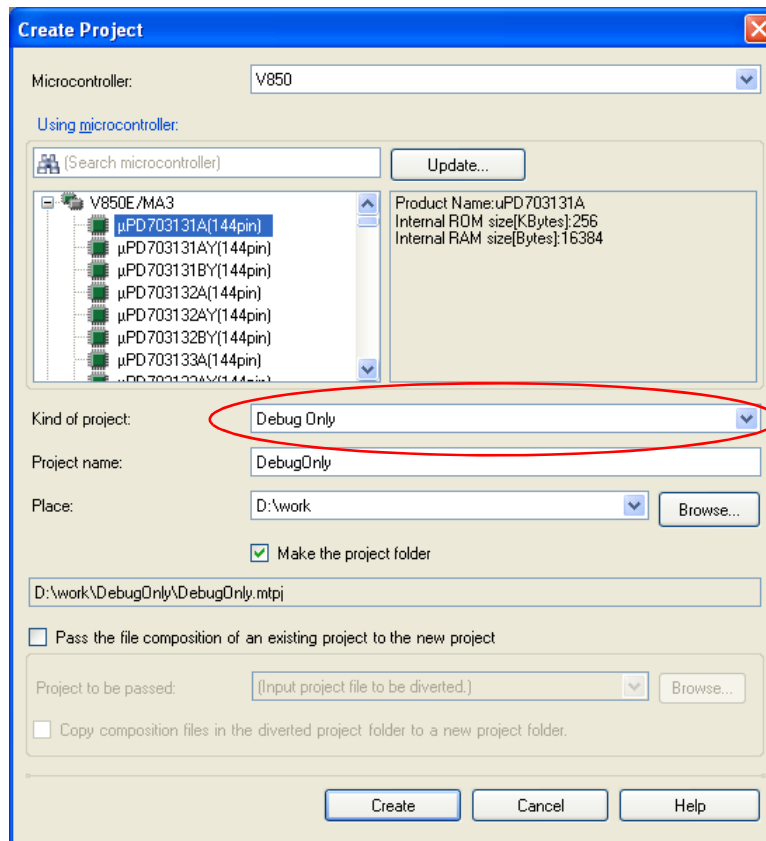 Create Project
Microcontroller:
V850
Using microcontroller:
(Search microcontroller)
Update...
V850E/MA3
µPD703131A(144pin)
µPD703131AY(144pin)
µPD703131BY(144pin)
µPD703132A(144pin)
µPD703132AY(144pin)
µPD703132BY(144pin)
µPD703133A(144pin)
Product Name:uPD703131A
Internal ROM size[KBytes]:256
Internal RAM size[Bytes]:16384
Kind of project:
Debug Only
Project name:
DebugOnly
Place:
D:\work
Browse...
Make the project folder
D:\work\DebugOnly\DebugOnly.mtpj
Pass the file composition of an existing project to the new project
Project to be passed:
(Input project file to be diverted.)
Browse...
Copy composition files in the diverted project folder to a new project folder.
Create
Cancel
Help